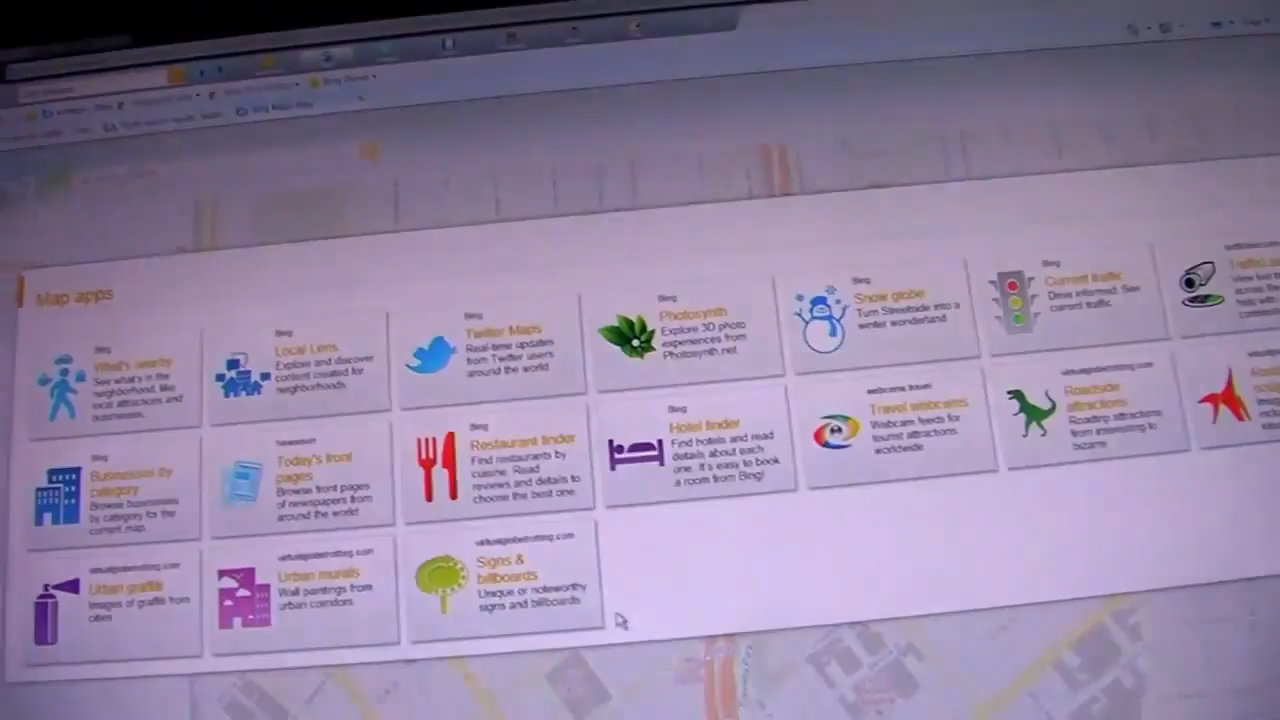 Map apps
Bing
What's nearby
See what's in the
neighborhood, like
local attractions and
businesses.
Bing
Local Lens
Explore and discover
content created for
neighborhoods.
Bing
Twitter Maps
Real-time updates
from Twitter users
around the world
Bing
Photosynth
Explore 3D photo
experiences from
Photosynth.net
Bing
Snow globe
Turn Streetside into a
winter wonderland
Bing
Current traffic
Drive informed. See
current traffic.
Bing
Businesses by
category
Browse businesses
by category for the
current map.
Newseum
Today's front
pages
Browse front pages
of newspapers from
around the world
Bing
Restaurant finder
Find restaurants by
cuisine. Read
reviews and details to
choose the best one.
Bing
Hotel finder
Find hotels and read
details about each
one. It's easy to book
a room from Bing!
webcams.travel
Travel webcams
Webcam feeds for
tourist attractions
worldwide
virtualglobetrotting.com
Roadside
attractions
Roadtrip attractions
from interesting to
bizarre
virtualglobetrotting.com
Urban graffiti
Images of graffiti from
cities
virtualglobetrotting.com
Urban murals
Wall paintings from
urban corridors
virtualglobetrotting.com
Signs &
billboards
Unique or noteworthy
signs and billboards